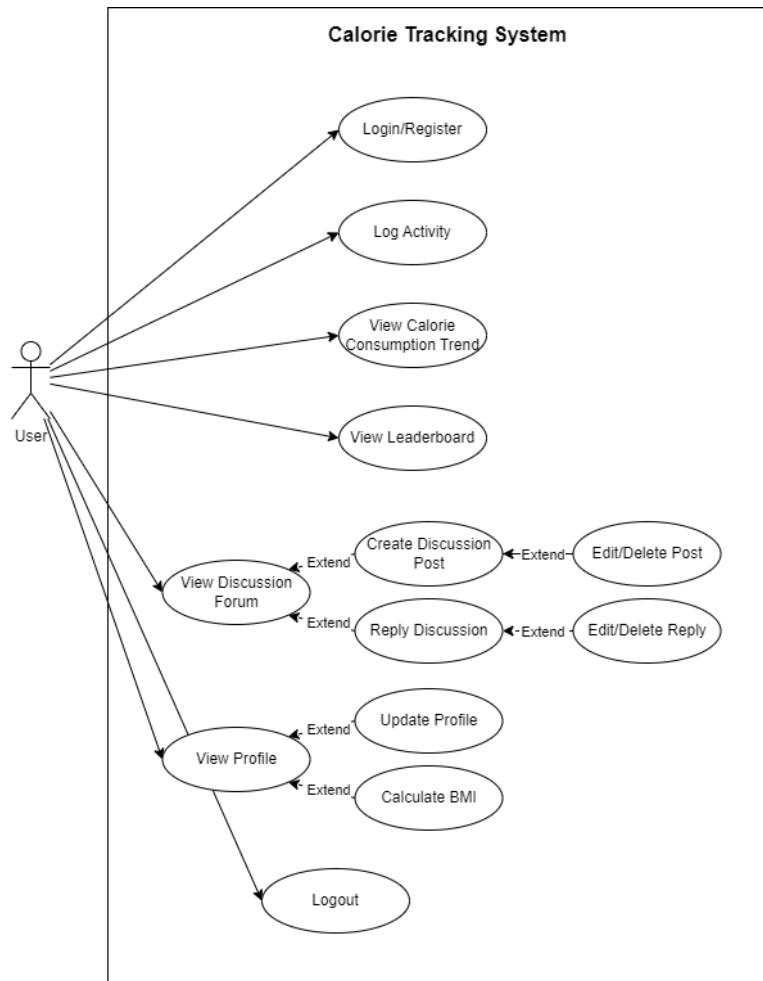 Calorie Tracking System
Login/Register
Log Activity
View Calorie
Consumption Trend
User
View Leaderboard
Create Discussion
Post
Extend
Extend
Edit/Delete Post
View Discussion
Forum
Extend
Reply Discussion
Extend
Edit/Delete Reply
Update Profile
Extend
View Profile
Extend
Calculate BMI
Logout